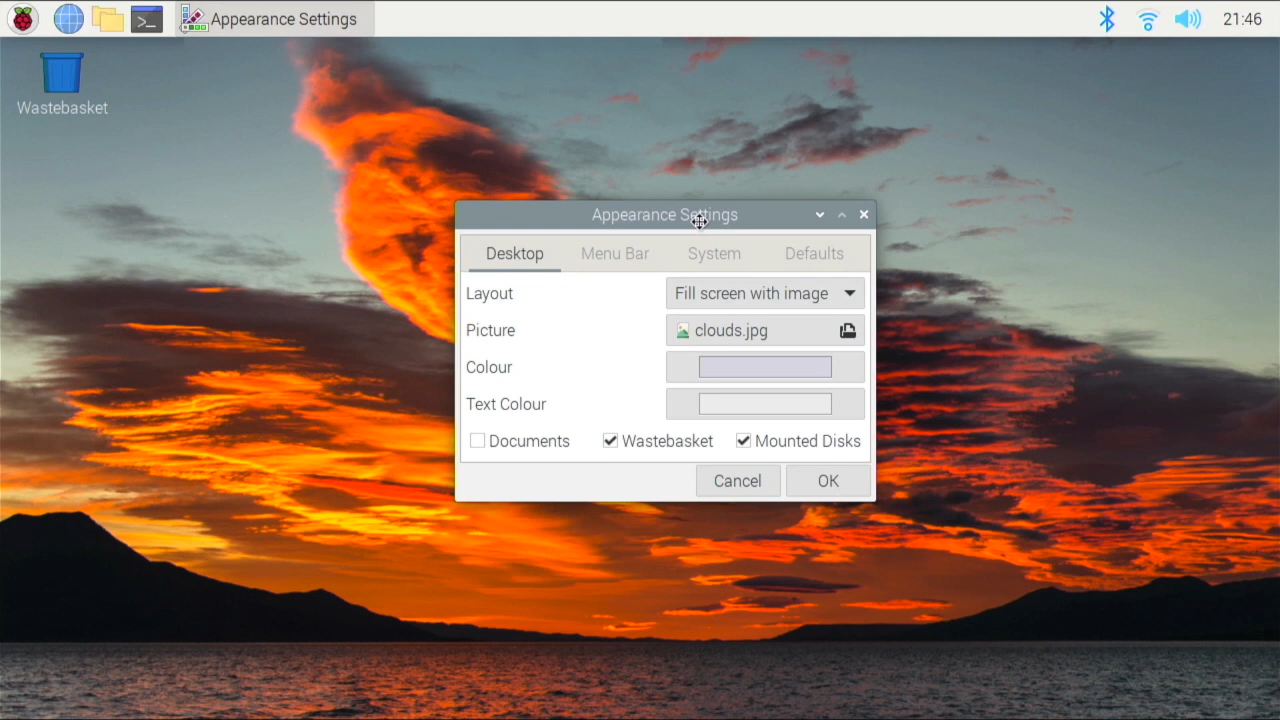 Appearance Settings 21:46
Wastebasket
Appearance Settings
Desktop Menu Bar System Defaults
Layout Fill screen with image
Picture clouds.jpg
Colour
Text Colour
Documents Wastebasket Mounted Disks
Cancel OK